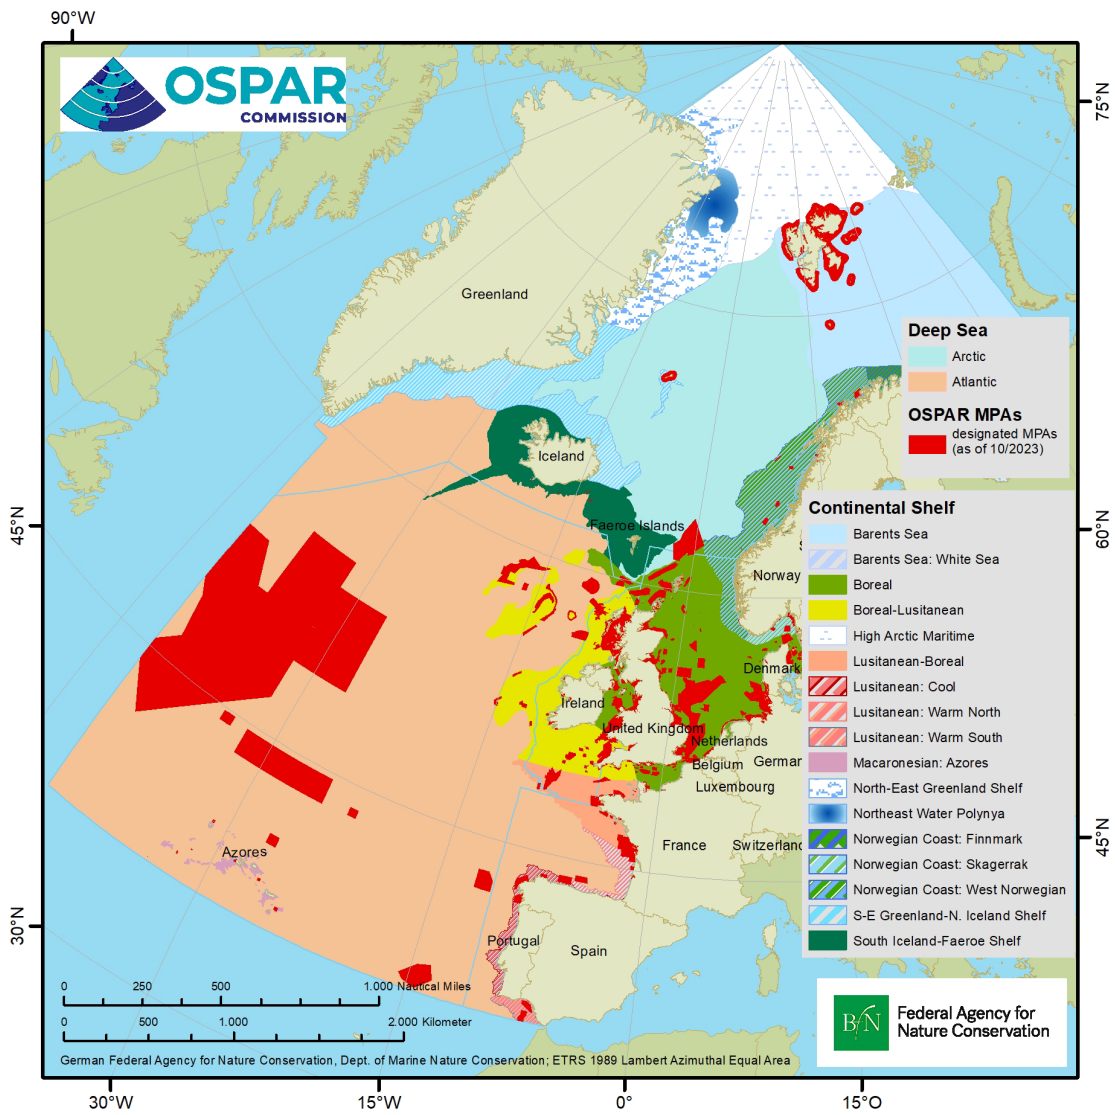 90°W
OSPAR
COMMISSION
75°N
Greenland
Deep Sea
Arctic
Atlantic
OSPAR MPAs
designated MPAs
(as of 10/2023)
Iceland
45°N
Faeroe Islands
60°N
Norway
Denmark
Ireland
United Kingdom
Netherlands
Belgium
Germar
Luxembourg
Continental Shelf
Barents Sea
Barents Sea: White Sea
Boreal
Boreal-Lusitanean
High Arctic Maritime
Lusitanean-Boreal
Lusitanean: Cool
Lusitanean: Warm North
Lusitanean: Warm South
Macaronesian: Azores
North-East Greenland Shelf
Northeast Water Polynya
Norwegian Coast: Finnmark
Norwegian Coast: Skagerrak
Norwegian Coast: West Norwegian
S-E Greenland-N. Iceland Shelf
South Iceland-Faeroe Shelf
Azores
France
Switzerland
45°N
30°N
Portugal
Spain
0 250 500 1.000 Nautical Miles
0 500 1.000 2.000 Kilometer
BfN
Federal Agency for
Nature Conservation
German Federal Agency for Nature Conservation, Dept. of Marine Nature Conservation; ETRS 1989 Lambert Azimuthal Equal Area
30°W
15°W
0°
15°O